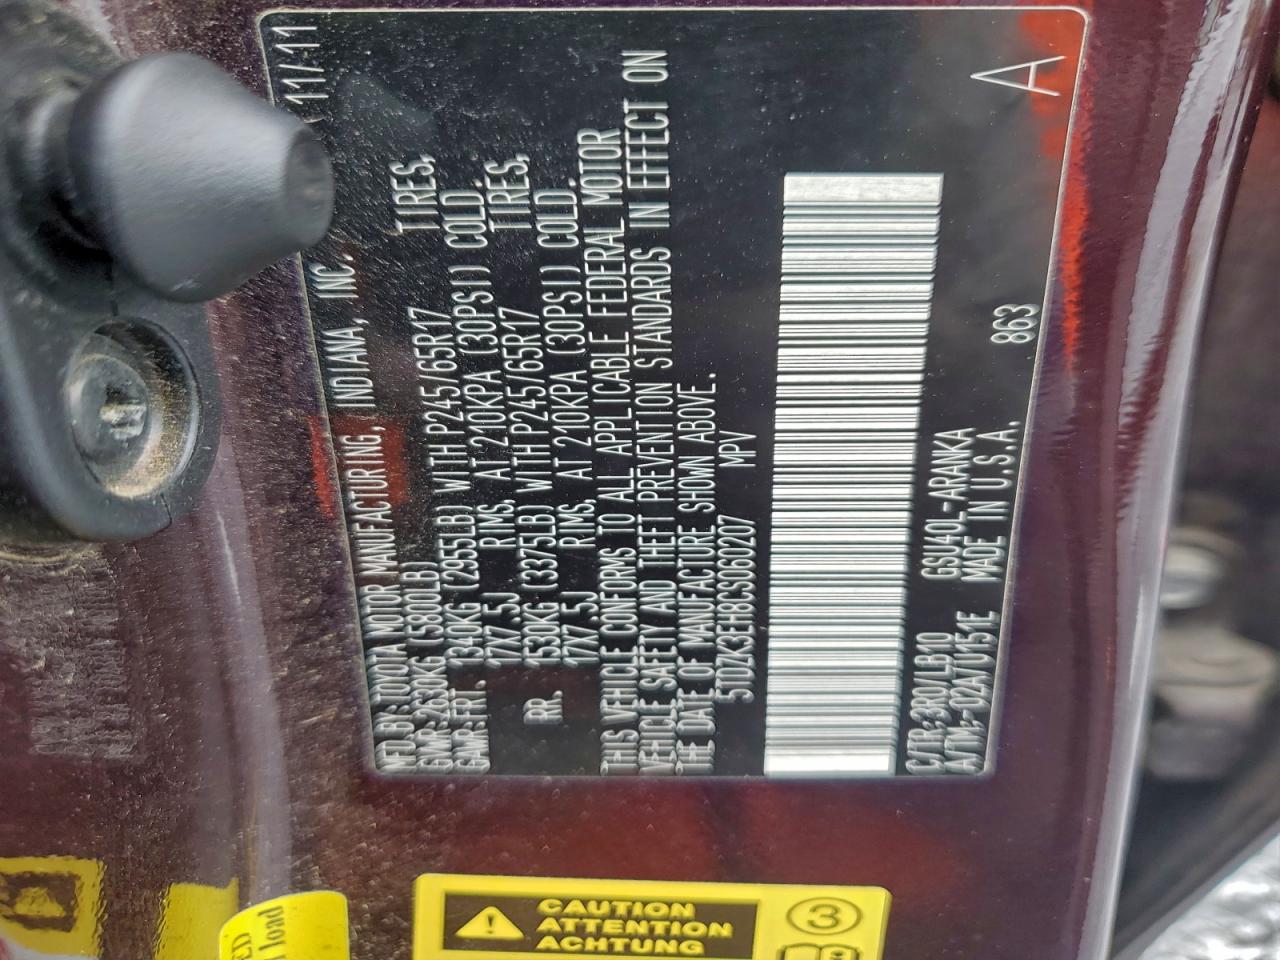 MFD. BY: TOYOTA MOTOR MANUFACTURING, INDIANA, INC. 11/11
GVWR: 2633KG (5800LB)
GAWR: FRT. 1340KG (2955LB) WITH P245/65R17 TIRES,
17X7.5J RIMS, AT 210KPA (30PSI) COLD.
RR. 1530KG (3375LB) WITH P245/65R17 TIRES,
17X7.5J RIMS, AT 210KPA (30PSI) COLD.
THIS VEHICLE CONFORMS TO ALL APPLICABLE FEDERAL MOTOR
VEHICLE SAFETY AND THEFT PREVENTION STANDARDS IN EFFECT ON
THE DATE OF MANUFACTURE SHOWN ABOVE.
5TDZK3EH8CS060207 MPV
C/TR: 3R0/LB10 GSU40L-ARAIKA 863 A
A/TM: -02A/U151E MADE IN U.S.A.
CAUTION
ATTENTION
ACHTUNG
3
load